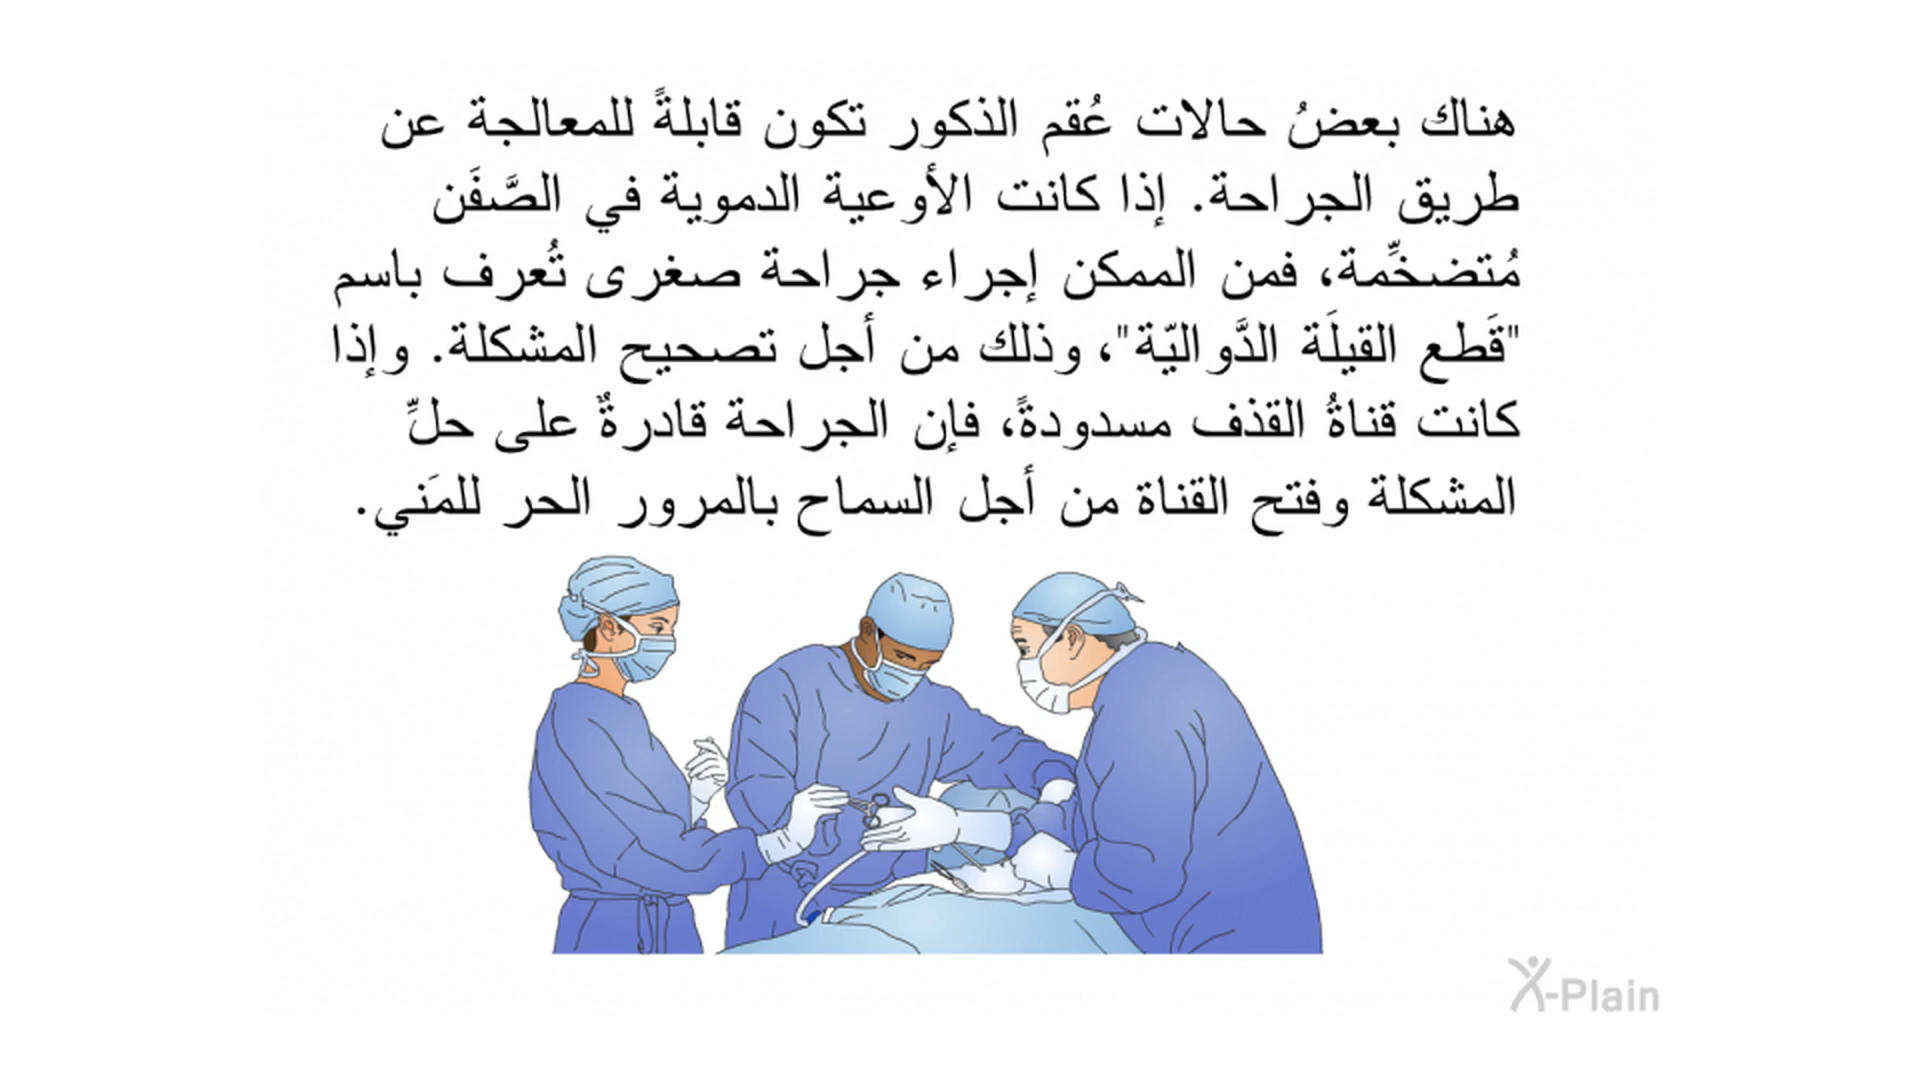 هناك بعضُ حالات عُقم الذكور تكون قابلةً للمعالجة عن
طريق الجراحة. إذا كانت الأوعية الدموية في الصَّفَن
مُتضخِّمة، فمن الممكن إجراء جراحة صغرى تُعرف باسم
"قَطع القيلَة الدَّواليّة"، وذلك من أجل تصحيح المشكلة. وإذا
كانت قناةُ القذف مسدودةً، فإن الجراحة قادرةٌ على حلِّ
المشكلة وفتح القناة من أجل السماح بالمرور الحر للمَني.
X-Plain